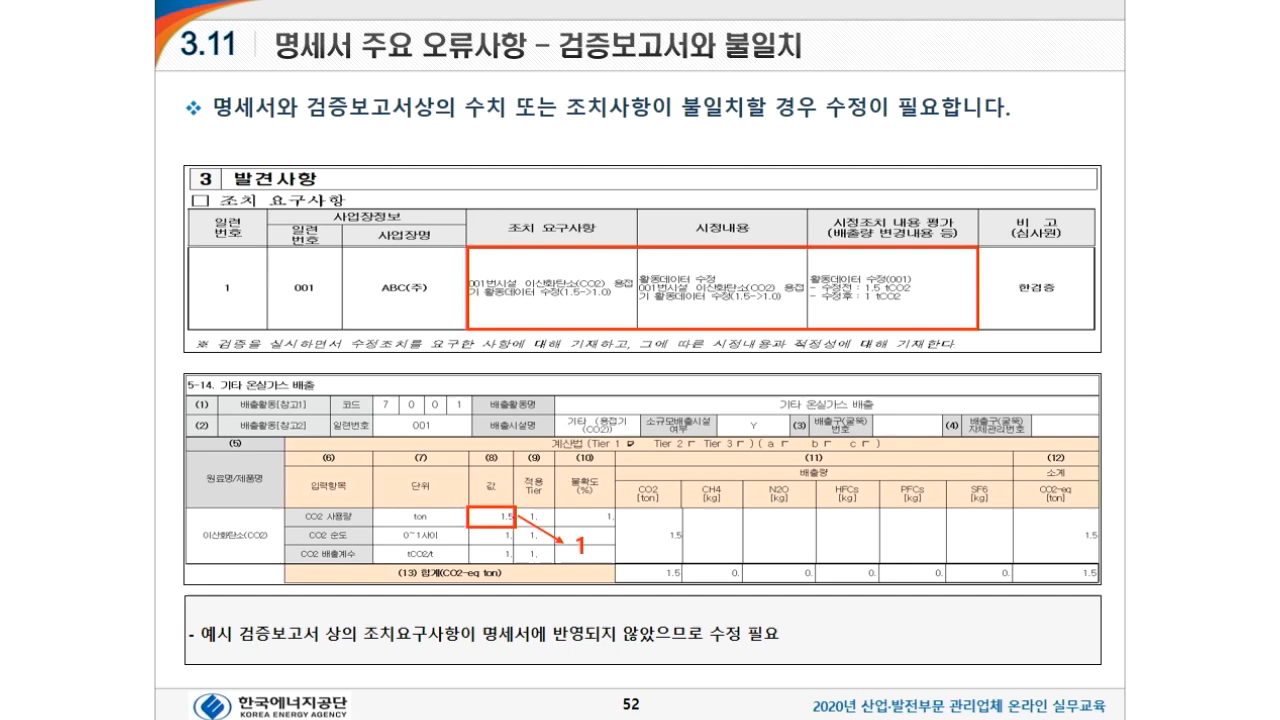 3.11 명세서 주요 오류사항 – 검증보고서와 불일치
❖ 명세서와 검증보고서상의 수치 또는 조치사항이 불일치할 경우 수정이 필요합니다.
3 발견사항
□ 조치 요구사항
일련번호 사업장정보 조치 요구사항 시정내용 시정조치 내용 평가 (배출량 변경내용 등) 비 고 (심사원)
일련번호 사업장명
1 001 ABC(주) 001번시설 이산화탄소(CO2) 용접기 활동데이터 수정(1.5->1.0) 활동데이터 수정 001번시설 이산화탄소(CO2) 용접기 활동데이터 수정(1.5->1.0) 활동데이터 수정(001) - 수정전 : 1.5 tCO2 - 수정후 : 1 tCO2 한검증
※ 검증을 실시하면서 수정조치를 요구한 사항에 대해 기재하고, 그에 따른 시정내용과 적정성에 대해 기재한다
5-14. 기타 온실가스 배출
(1) 배출활동[참고1] 코드 7 0 0 1 배출활동명 기타 온실가스 배출
(2) 배출활동[참고2] 일련번호 001 배출시설명 기타 (용접기(CO2)) 소규모배출시설 여부 Y (3) 배출구(굴뚝) 번호 (4) 배출구(굴뚝) 자체관리번호
(5) 계산법 (Tier 1 Tier 2 Tier 3 ) ( a b c )
원료명/제품명 (6) (7) (8) (9) (10) (11) (12)
입력항목 단위 값 적용 Tier 불확도 (%) 배출량 소계
CO2 [ton] CH4 [kg] N2O [kg] HFCs [kg] PFCs [kg] SF6 [kg] CO2-eq [ton]
이산화탄소(CO2) CO2 사용량 ton 1.5 1. 1. 1.5 1.5
CO2 순도 0~1사이 1. 1. 1
CO2 배출계수 tCO2/t 1. 1.
(13) 합계(CO2-eq ton) 1.5 0. 0. 0. 0. 0. 1.5
- 예시 검증보고서 상의 조치요구사항이 명세서에 반영되지 않았으므로 수정 필요
한국에너지공단
KOREA ENERGY AGENCY
52
2020년 산업·발전부문 관리업체 온라인 실무교육